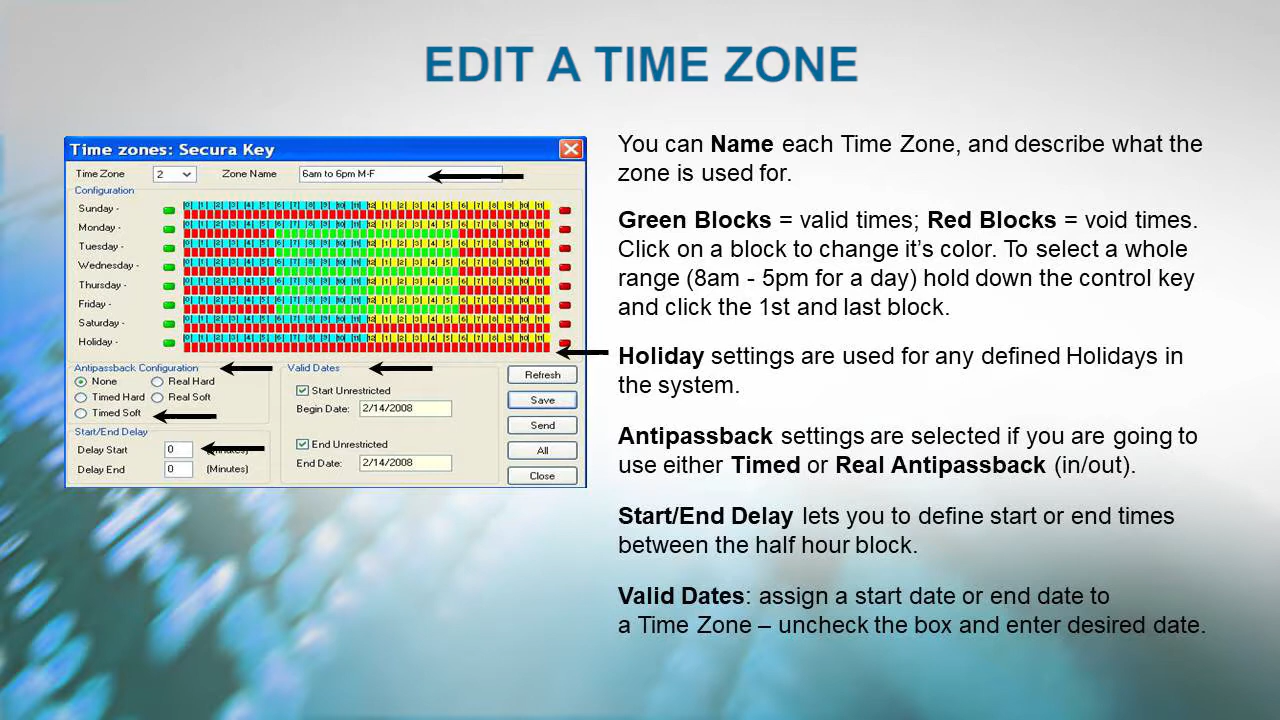 EDIT A TIME ZONE
Time zones: Secura Key
Time Zone 2 Zone Name 6am to 6pm M-F
Configuration
Sunday -
Monday -
Tuesday -
Wednesday -
Thursday -
Friday -
Saturday -
Holiday -
Antipassback Configuration
None Real Hard
Timed Hard Real Soft
Timed Soft
Start/End Delay
Delay Start 0 (Minutes)
Delay End 0 (Minutes)
Valid Dates
Start Unrestricted
Begin Date: 2/14/2008
End Unrestricted
End Date: 2/14/2008
Refresh
Save
Send
All
Close
You can Name each Time Zone, and describe what the
zone is used for.
Green Blocks = valid times; Red Blocks = void times.
Click on a block to change it’s color. To select a whole
range (8am - 5pm for a day) hold down the control key
and click the 1st and last block.
Holiday settings are used for any defined Holidays in
the system.
Antipassback settings are selected if you are going to
use either Timed or Real Antipassback (in/out).
Start/End Delay lets you to define start or end times
between the half hour block.
Valid Dates: assign a start date or end date to
a Time Zone – uncheck the box and enter desired date.